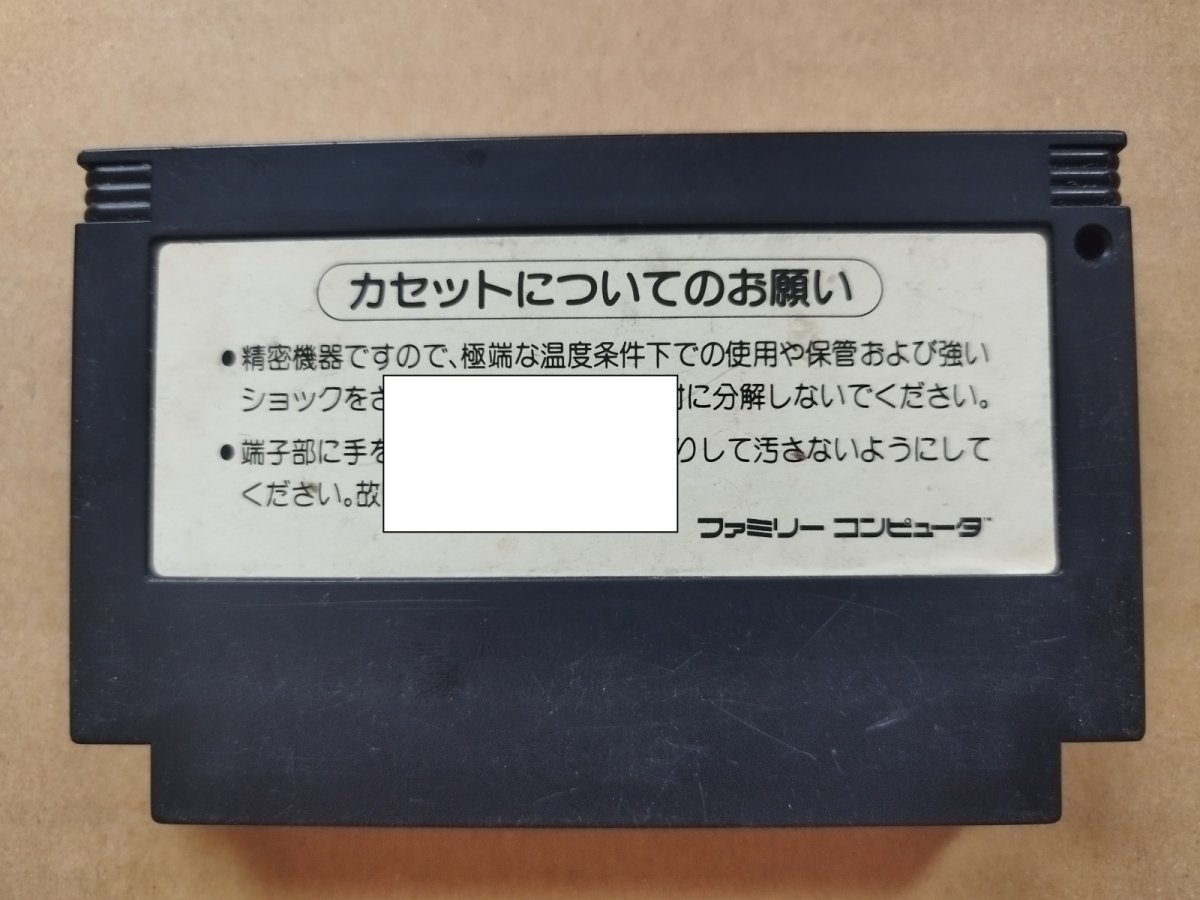 カセットについてのお願い
●精密機器ですので、極端な温度条件下での使用や保管および強い
ショックを に分解しないでください。
●端子部に手 りして汚さないようにして
ください。故
ファミリー コンピュータ™